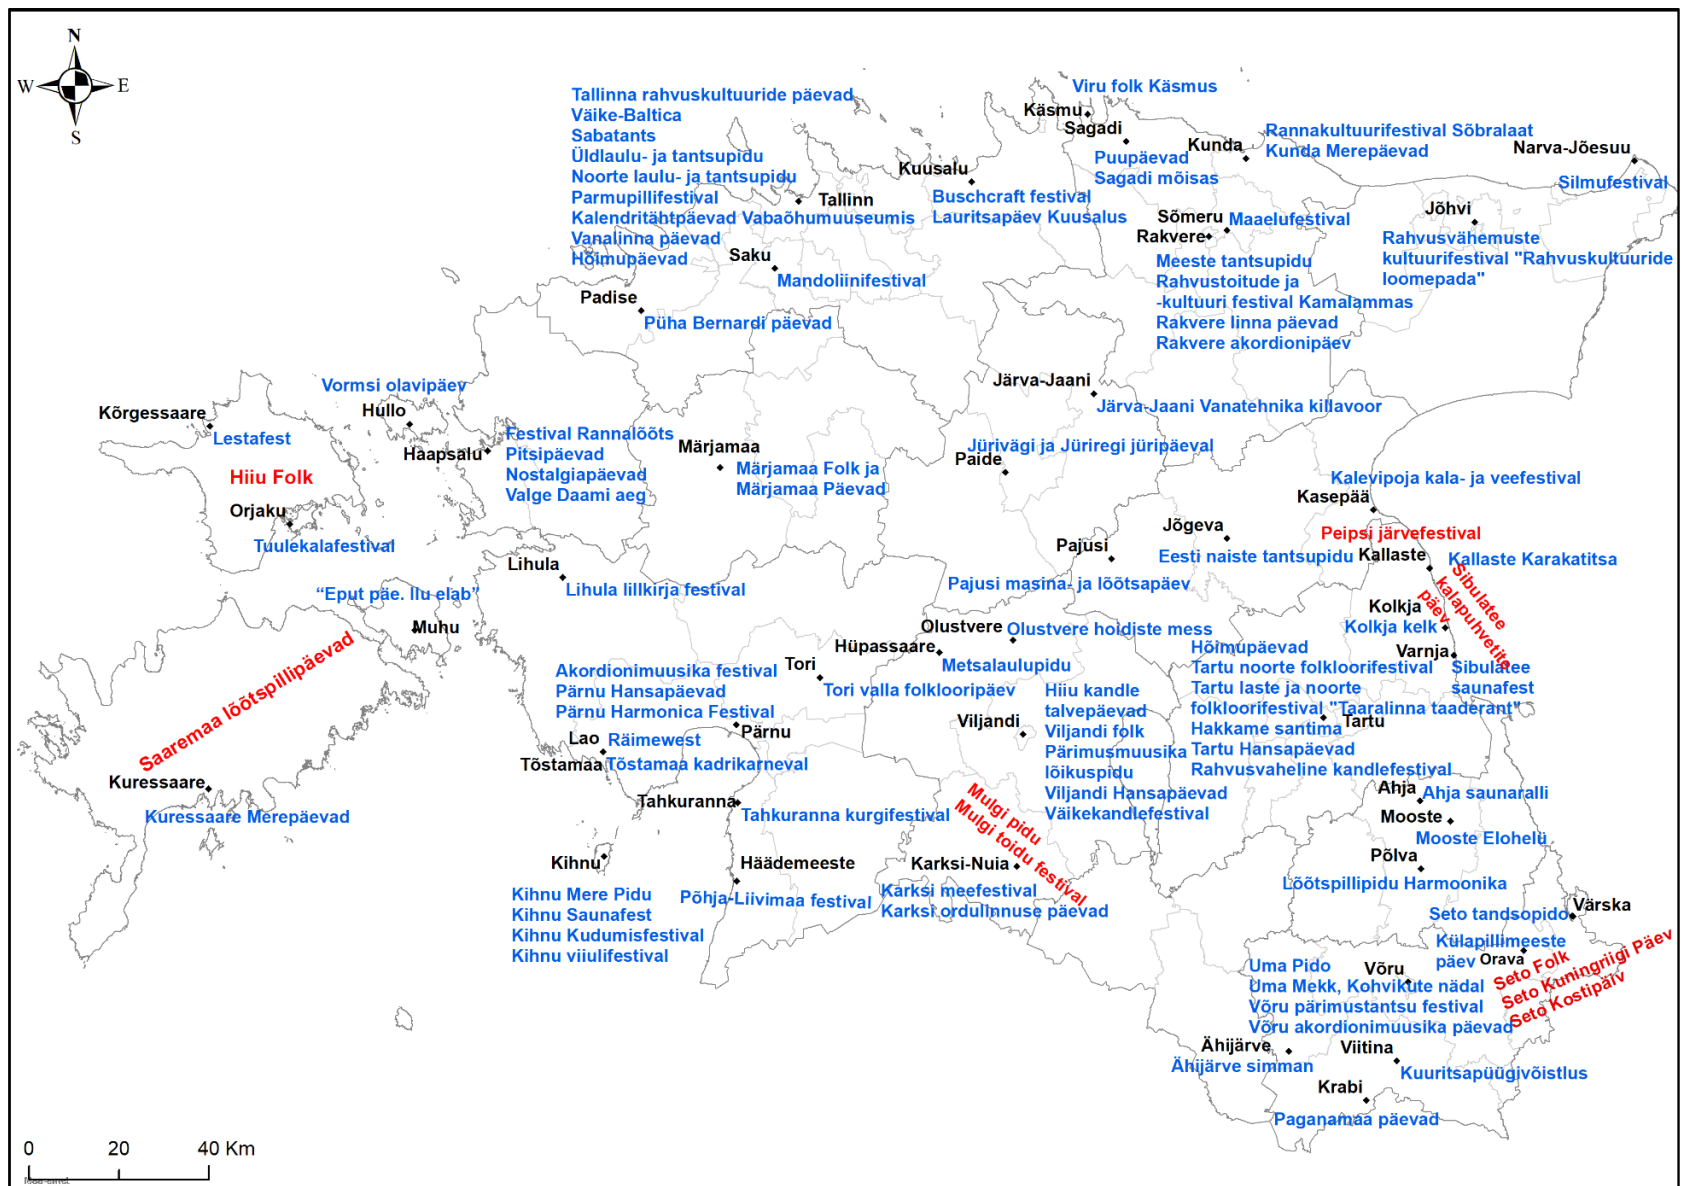 N
W
E
S
Tallinna rahvuskultuuride päevad
Väike-Baltica
Sabatants
Üldlaulu- ja tantsupidu
Noorte laulu- ja tantsupidu
Parmupillifestival
Kalendritähtpäevad Vabaõhumuuseumis
Vanalinna päevad
Hõimupäevad
Tallinn
Saku
Mandoliinifestival
Padise
Püha Bernardi päevad
Kuusalu
Buschcraft festival
Lauritsapäev Kuusalus
Viru folk Käsmus
Käsmu
Sagadi
Puupäevad
Sagadi mõisas
Kunda
Rannakultuurifestival Sõbralaat
Kunda Merepäevad
Narva-Jõesuu
Silmufestival
Sõmeru
Maaelufestival
Rakvere
Meeste tantsupidu
Rahvustoitude ja
-kultuuri festival Kamalammas
Rakvere linna päevad
Rakvere akordionipäev
Jõhvi
Rahvusvähemuste
kultuurifestival "Rahvuskultuuride
loomepada"
Vormsi olavipäev
Hullo
Kõrgessaare
Lestafest
Hiiu Folk
Orjaku
Tuulekalafestival
Haapsalu
Festival Rannalõõts
Pitsipäevad
Nostalgiapäevad
Valge Daami aeg
Märjamaa
Märjamaa Folk ja
Märjamaa Päevad
Järva-Jaani
Järva-Jaani Vanatehnika killavoor
Jürivägi ja Jüriregi jüripäeval
Paide
Kalevipoja kala- ja veefestival
Kasepää
Peipsi järvefestival
Kallaste
Kallaste Karakatitsa
Jõgeva
Eesti naiste tantsupidu
Pajusi
Pajusi masina- ja lõõtsapäev
Sibulatee
kalapuhvetite
päev
Kolkja
Kolkja kelk
Varnja
Sibulatee
saunafest
Lihula
Lihula lillkirja festival
“Eput päe. Ilu elab”
Muhu
Saaremaa lõõtspillipäevad
Kuressaare
Kuressaare Merepäevad
Olustvere
Olustvere hoidiste mess
Hüpassaare
Metsalaulupidu
Tori
Tori valla folklooripäev
Akordionimuusika festival
Pärnu Hansapäevad
Pärnu Harmonica Festival
Pärnu
Lao
Räimewest
Tõstamaa
Tõstamaa kadrikarneval
Tahkuranna
Tahkuranna kurgifestival
Viljandi
Hiiu kandle
talvepäevad
Viljandi folk
Pärimusmuusika
lõikuspidu
Viljandi Hansapäevad
Väikekandlefestival
Hõimupäevad
Tartu noorte folkloorifestival
Tartu laste ja noorte
folkloorifestival "Taaralinna taaderant"
Hakkame santima
Tartu Hansapäevad
Rahvusvaheline kandlefestival
Tartu
Mulgi pidu
Mulgi toidu festival
Kihnu
Kihnu Mere Pidu
Kihnu Saunafest
Kihnu Kudumisfestival
Kihnu viiulifestival
Häädemeeste
Põhja-Liivimaa festival
Karksi-Nuia
Karksi meefestival
Karksi ordulinnuse päevad
Ahja
Ahja saunaralli
Mooste
Mooste Elohelü
Põlva
Lõõtspillipidu Harmoonika
Värska
Seto tandsopido
Külapillimeeste
päev
Orava
Seto Folk
Seto Kuningriigi Päev
Seto Kostipäiv
Võru
Uma Pido
Uma Mekk, Kohvikute nädal
Võru pärimustantsu festival
Võru akordionimuusika päevad
Ähijärve
Ähijärve simman
Viitina
Kuuritsapüügivõistlus
Krabi
Paganamaa päevad
0 20 40 Km